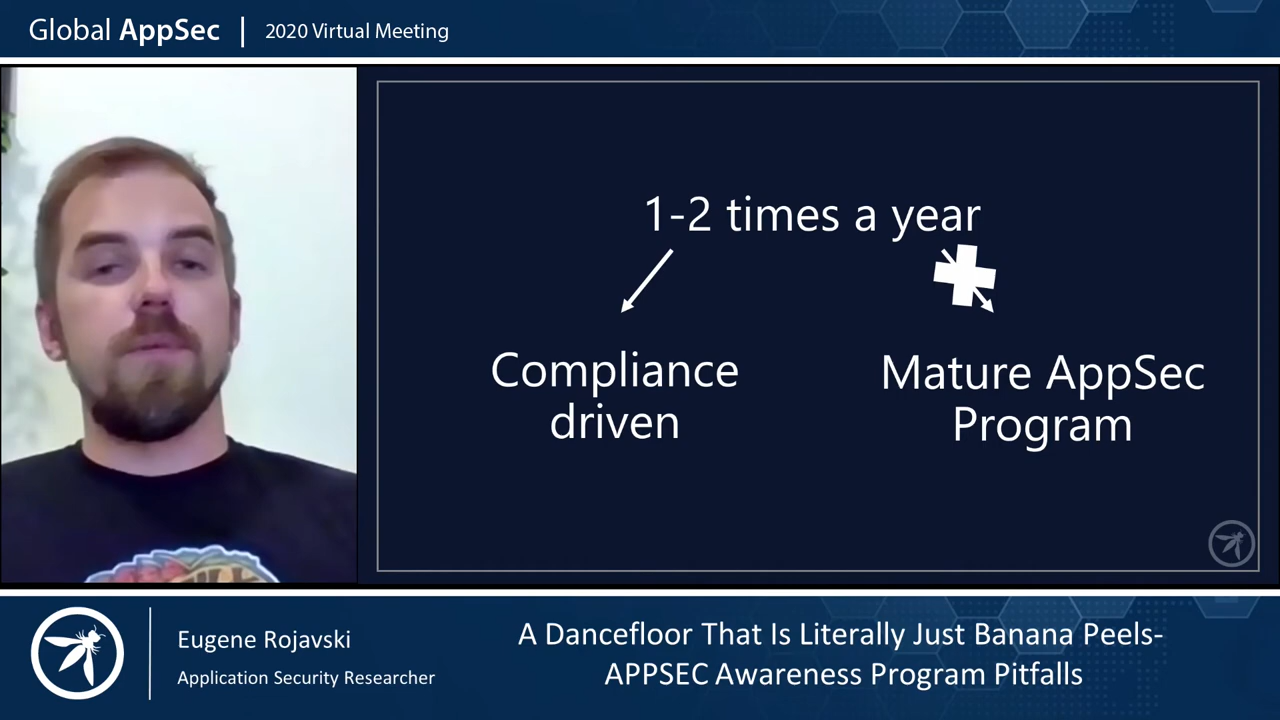 Global AppSec | 2020 Virtual Meeting
1-2 times a year
Compliance
driven
Mature AppSec
Program
Eugene Rojavski
Application Security Researcher
A Dancefloor That Is Literally Just Banana Peels-
APPSEC Awareness Program Pitfalls